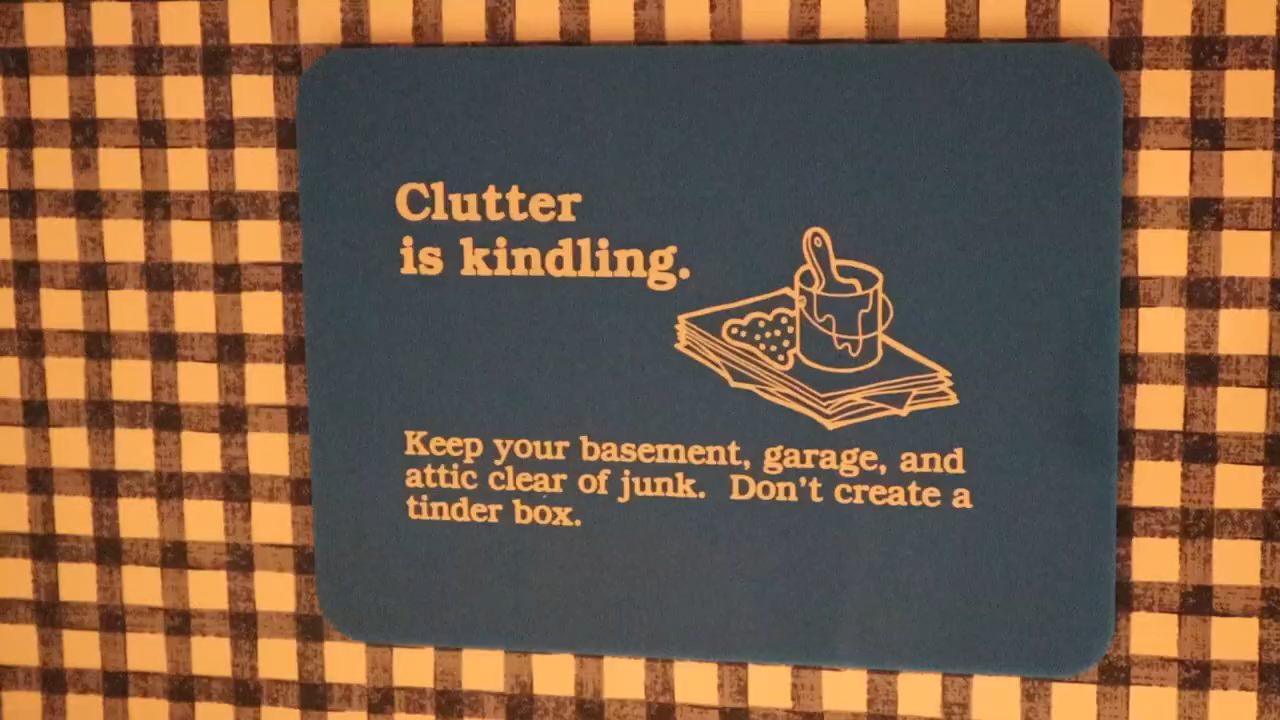 Clutter
is kindling.
Keep your basement, garage, and
attic clear of junk. Don't create a
tinder box.